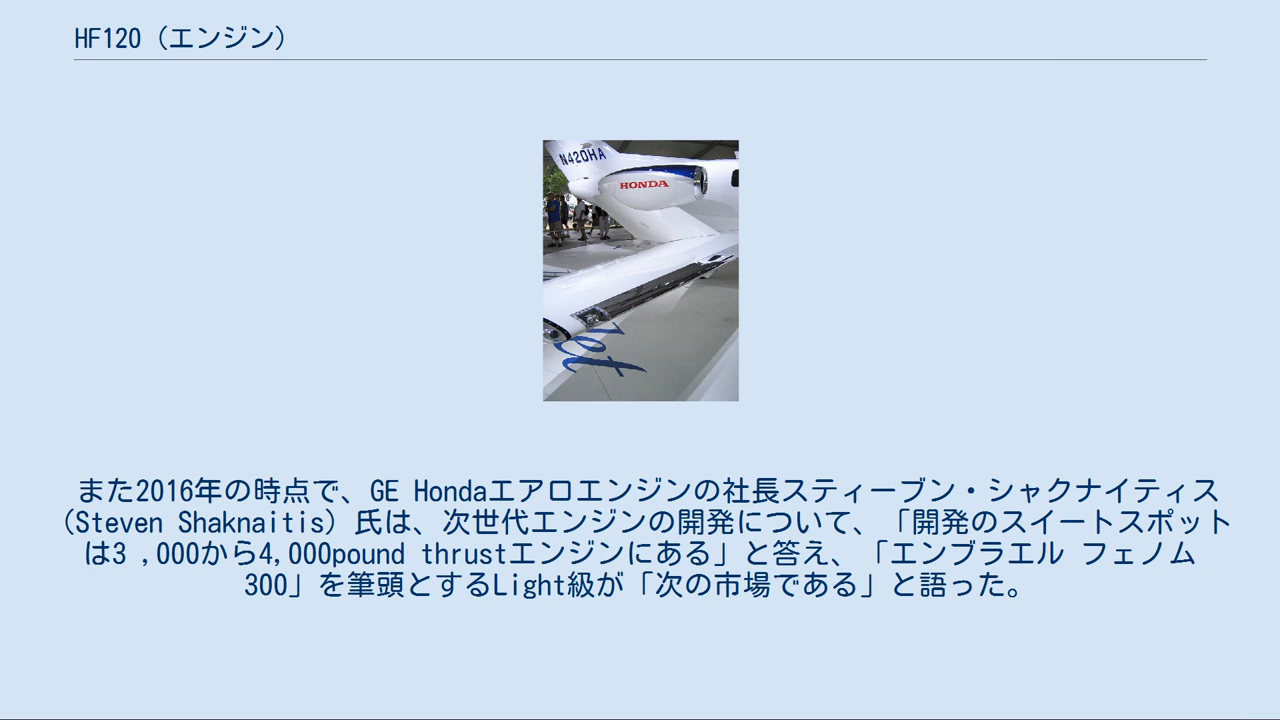 HF120（エンジン）
N420HA
HONDA
Jet
また2016年の時点で、GE Hondaエアロエンジンの社長スティーブン・シャクナイティス
（Steven Shaknaitis）氏は、次世代エンジンの開発について、「開発のスイートスポット
は3 ,000から4,000pound thrustエンジンにある」と答え、「エンブラエル フェノム
300」を筆頭とするLight級が「次の市場である」と語った。